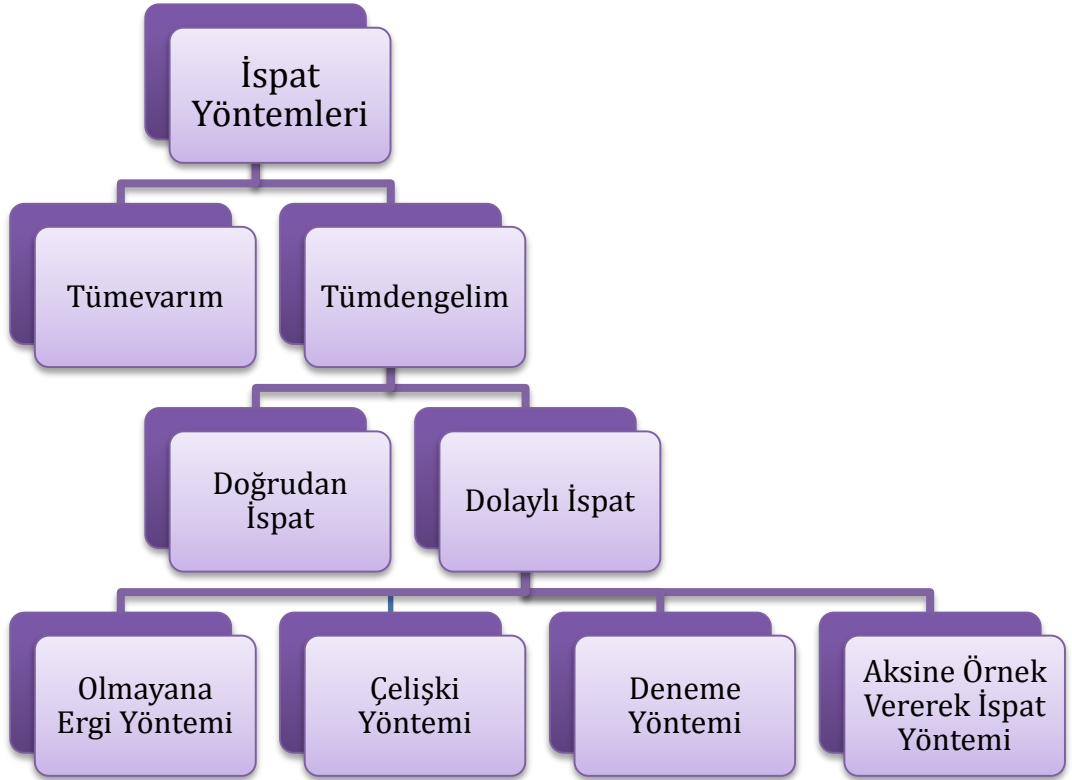 İspat
Yöntemleri
Tümevarım
Tümdengelim
Doğrudan
İspat
Dolaylı İspat
Olmayana
Ergi Yöntemi
Çelişki
Yöntemi
Deneme
Yöntemi
Aksine Örnek
Vererek İspat
Yöntemi